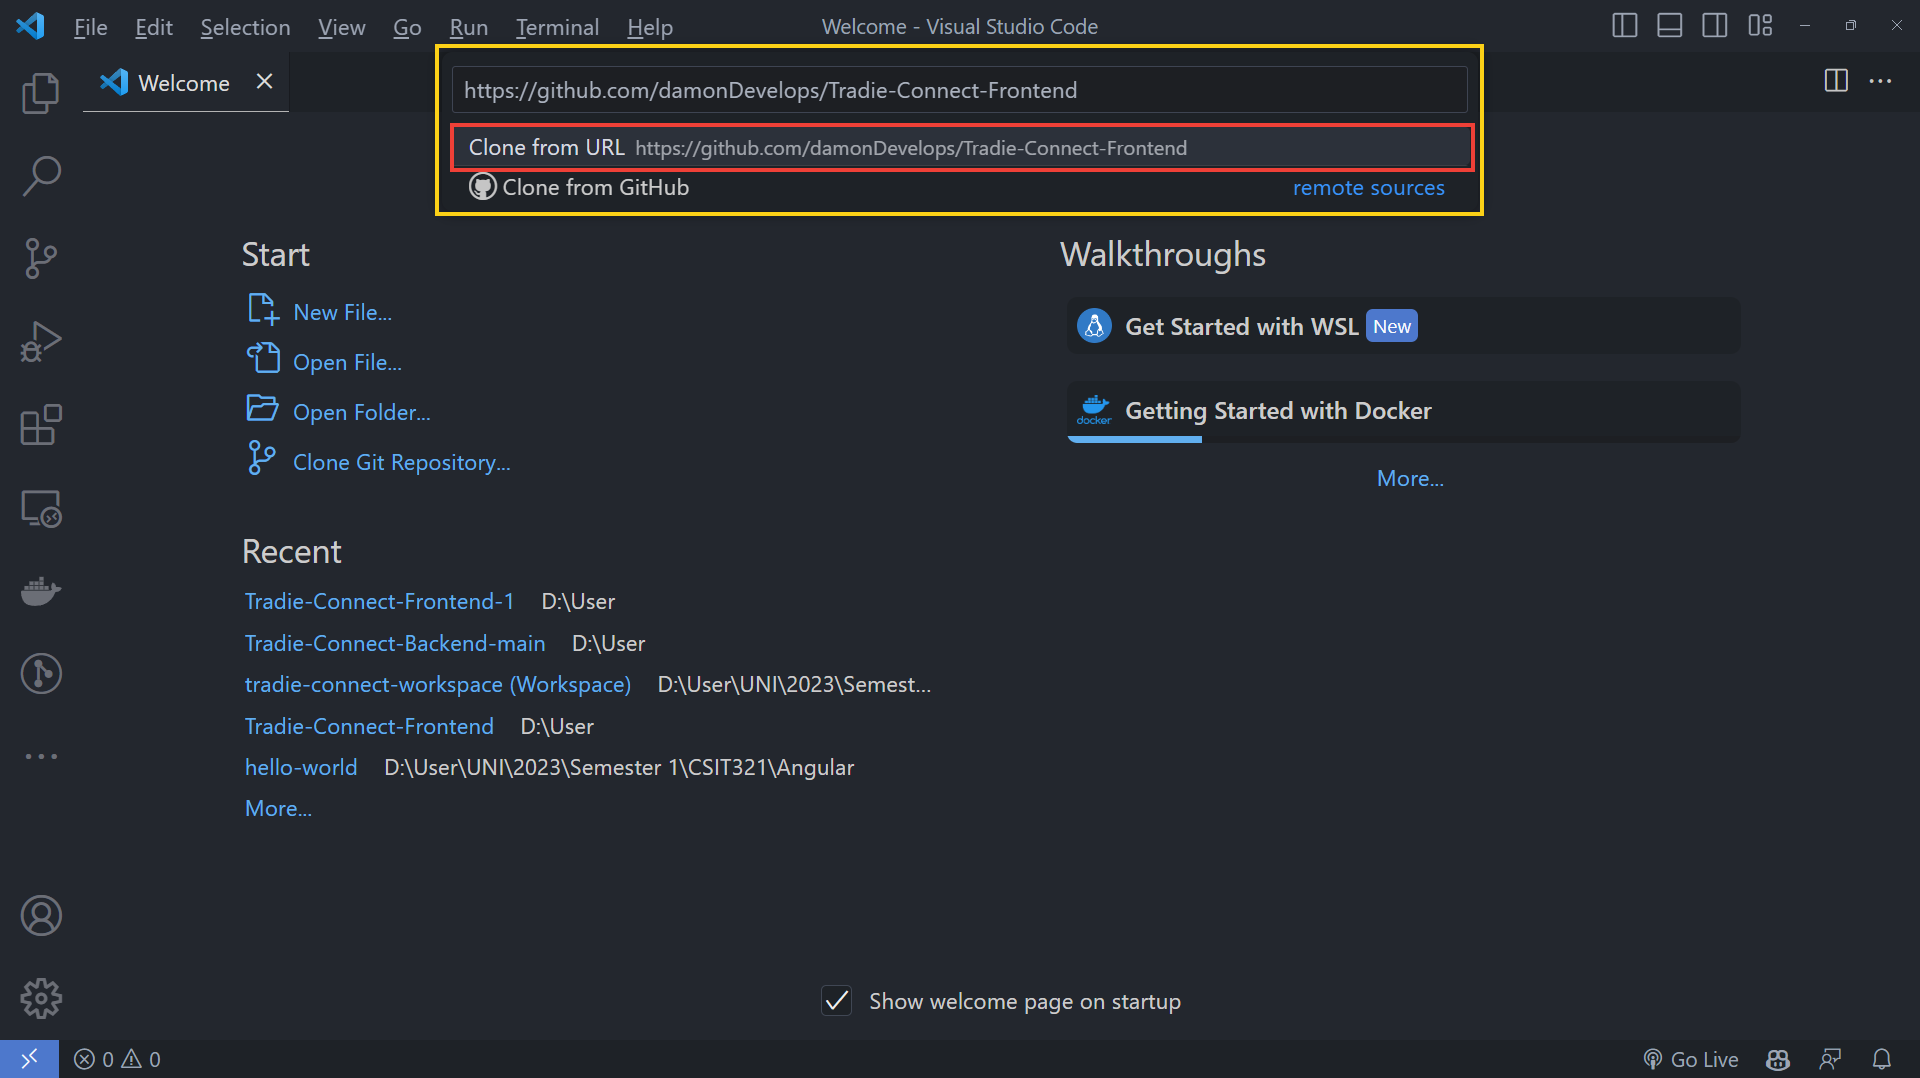 File Edit Selection View Go Run Terminal Help Welcome - Visual Studio Code
Welcome
https://github.com/damonDevelops/Tradie-Connect-Frontend
Clone from URL https://github.com/damonDevelops/Tradie-Connect-Frontend
Clone from GitHub remote sources
Start
New File...
Open File...
Open Folder...
Clone Git Repository...
Walkthroughs
Get Started with WSL New
docker Getting Started with Docker
More...
Recent
Tradie-Connect-Frontend-1 D:\User
Tradie-Connect-Backend-main D:\User
tradie-connect-workspace (Workspace) D:\User\UNI\2023\Semest...
Tradie-Connect-Frontend D:\User
hello-world D:\User\UNI\2023\Semester 1\CSIT321\Angular
More...
Show welcome page on startup
0 0 Go Live